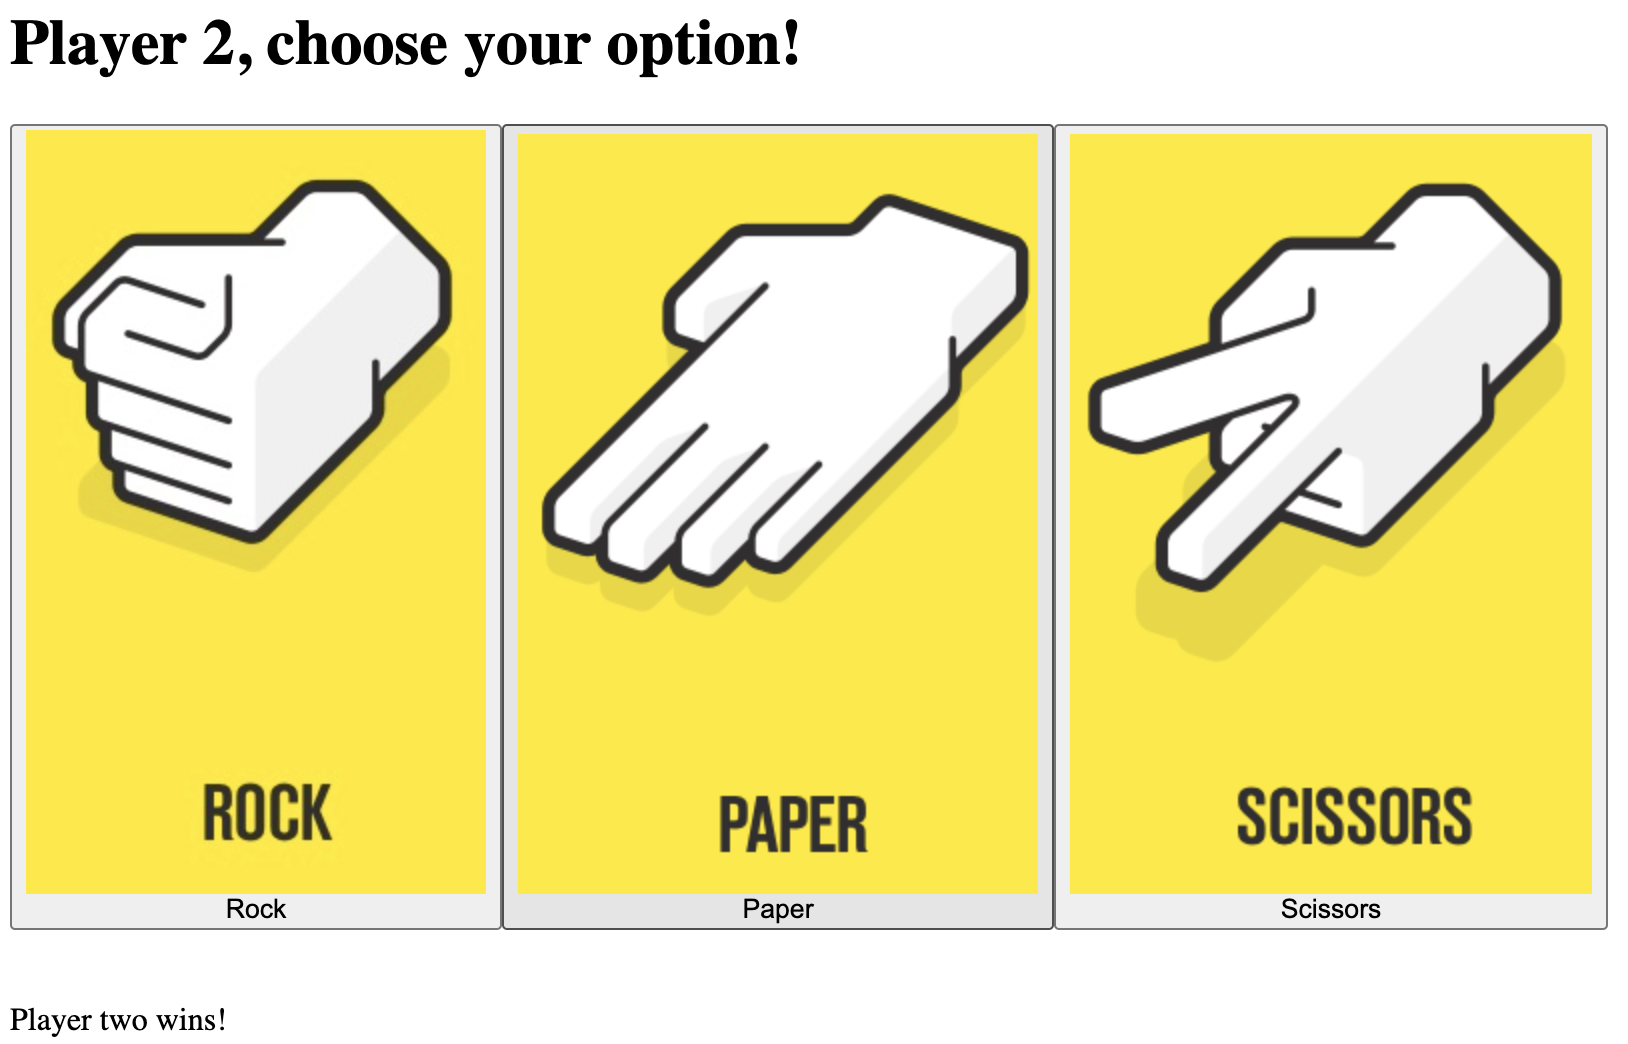 Player 2, choose your option!
ROCK
PAPER
SCISSORS
Rock
Paper
Scissors
Player two wins!